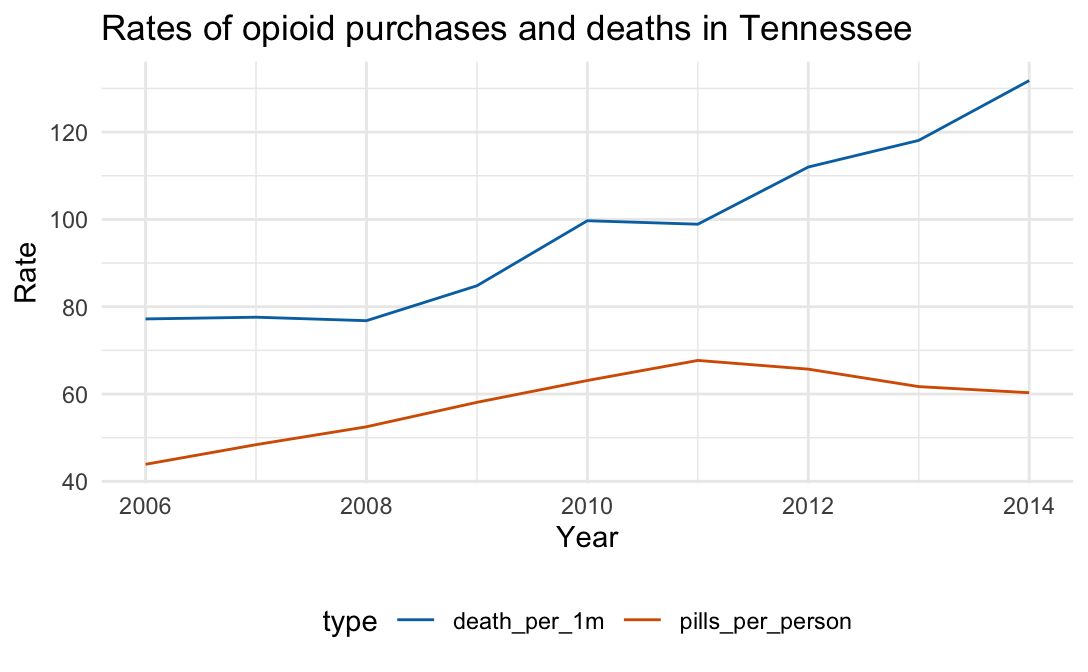 Rates of opioid purchases and deaths in Tennessee
Rate
120
100
80
60
40
2006 2008 2010 2012 2014
Year
type death_per_1m pills_per_person